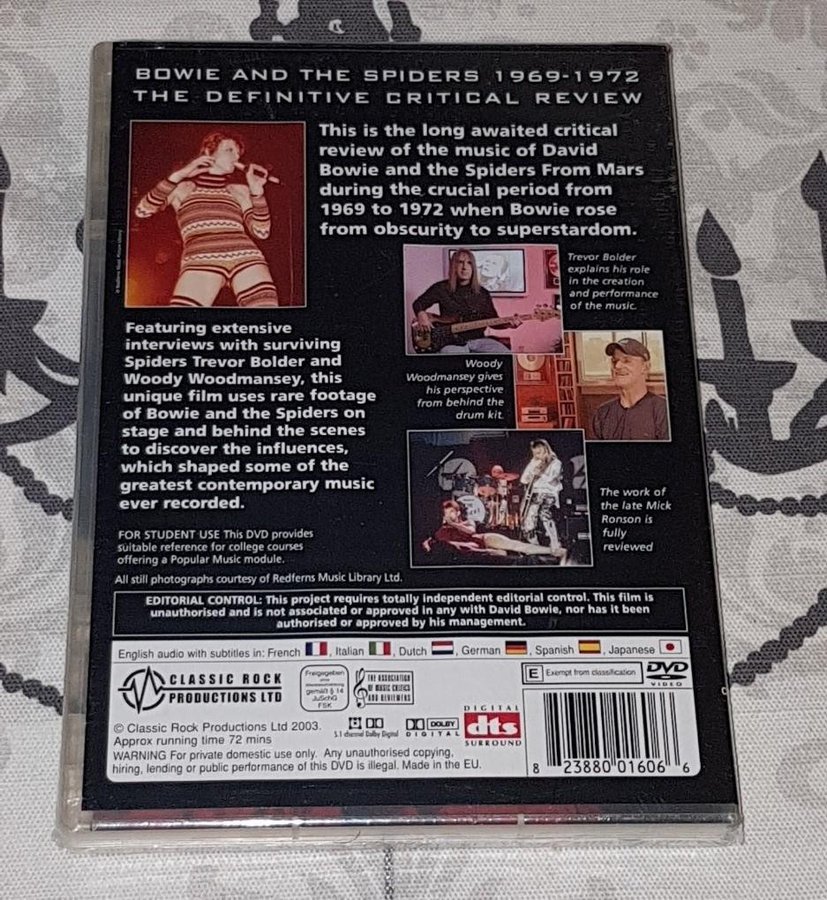 BOWIE AND THE SPIDERS 1969-1972
THE DEFINITIVE CRITICAL REVIEW
This is the long awaited critical
review of the music of David
Bowie and the Spiders From Mars
during the crucial period from
1969 to 1972 when Bowie rose
from obscurity to superstardom.
Trevor Bolder
explains his role
in the creation
and performance
of the music.
Featuring extensive
interviews with surviving
Spiders Trevor Bolder and
Woody Woodmansey, this
unique film uses rare footage
of Bowie and the Spiders on
stage and behind the scenes
to discover the influences,
which shaped some of the
greatest contemporary music
ever recorded.
Woody
Woodmansey gives
his perspective
from behind the
drum kit.
The work of
the late Mick
Ronson is
fully
reviewed
FOR STUDENT USE This DVD provides
suitable reference for college courses
offering a Popular Music module.
All still photographs courtesy of Redferns Music Library Ltd.
EDITORIAL CONTROL: This project requires totally independent editorial control. This film is
unauthorised and is not associated or approved in any with David Bowie, nor has it been
authorised or approved by his management.
English audio with subtitles in: French , Italian , Dutch , German , Spanish , Japanese
CLASSIC ROCK
PRODUCTIONS LTD
Freigegeben
gemäß § 14
JuSchG
FSK
THE ASSOCIATION
OF MUSIC CRITICS
AND REVIEWERS
E Exempt from classification
DVD
VIDEO
© Classic Rock Productions Ltd 2003.
Approx running time 72 mins
5.1 channel Dolby Digital
DOLBY
DIGITAL
DIGITAL
dts
SURROUND
WARNING For private domestic use only. Any unauthorised copying,
hiring, lending or public performance of this DVD is illegal. Made in the EU.
8 23880 01606 6